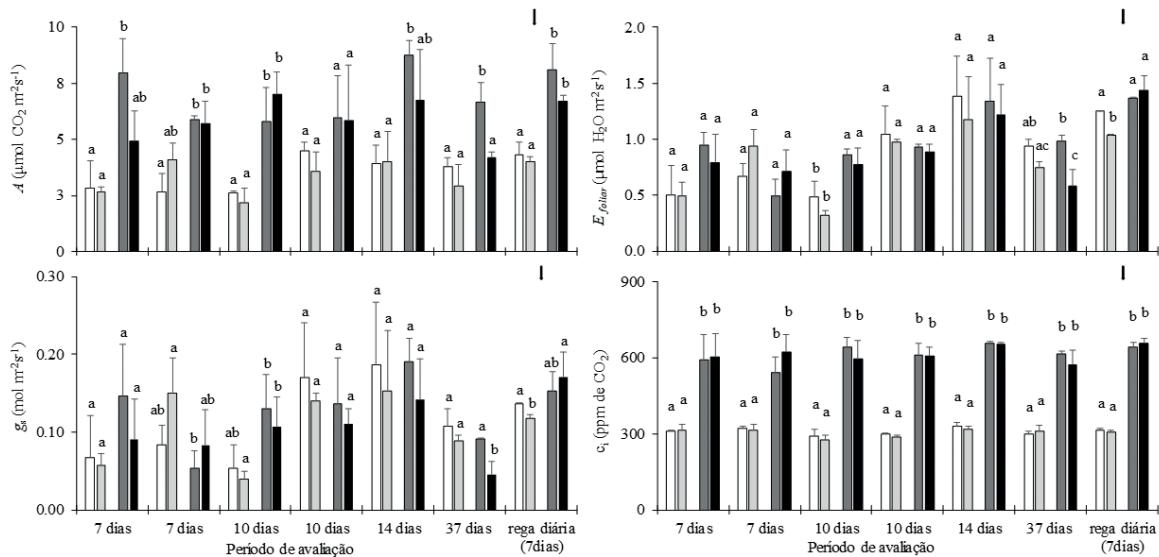 10
8
5
3
0
A (µmol CO₂ m⁻²s⁻¹)
a a b ab
a ab b b
a a b b
a a a a
a a b ab
a a b a
a a b b
2.0
1.5
1.0
0.5
0.0
E foliar (µmol H₂O m⁻²s⁻¹)
a a a a
a a a a
b b a a
a a a a
a a a a
ab ac a c
a b a a
0.30
0.20
0.10
0.00
gs (mol m⁻²s⁻¹)
a a a a
ab a b ab
ab a b b
a a a a
a a a a
a a a b
a b ab a
7 dias 7 dias 10 dias 10 dias 14 dias 37 dias rega diária
(7dias)
Período de avaliação
900
600
300
0
cᵢ (ppm de CO₂)
a a b b
a a b b
a a b b
a a b b
a a b b
a a b b
a a b b
7 dias 7 dias 10 dias 10 dias 14 dias 37 dias rega diária
(7dias)
Período de avaliação